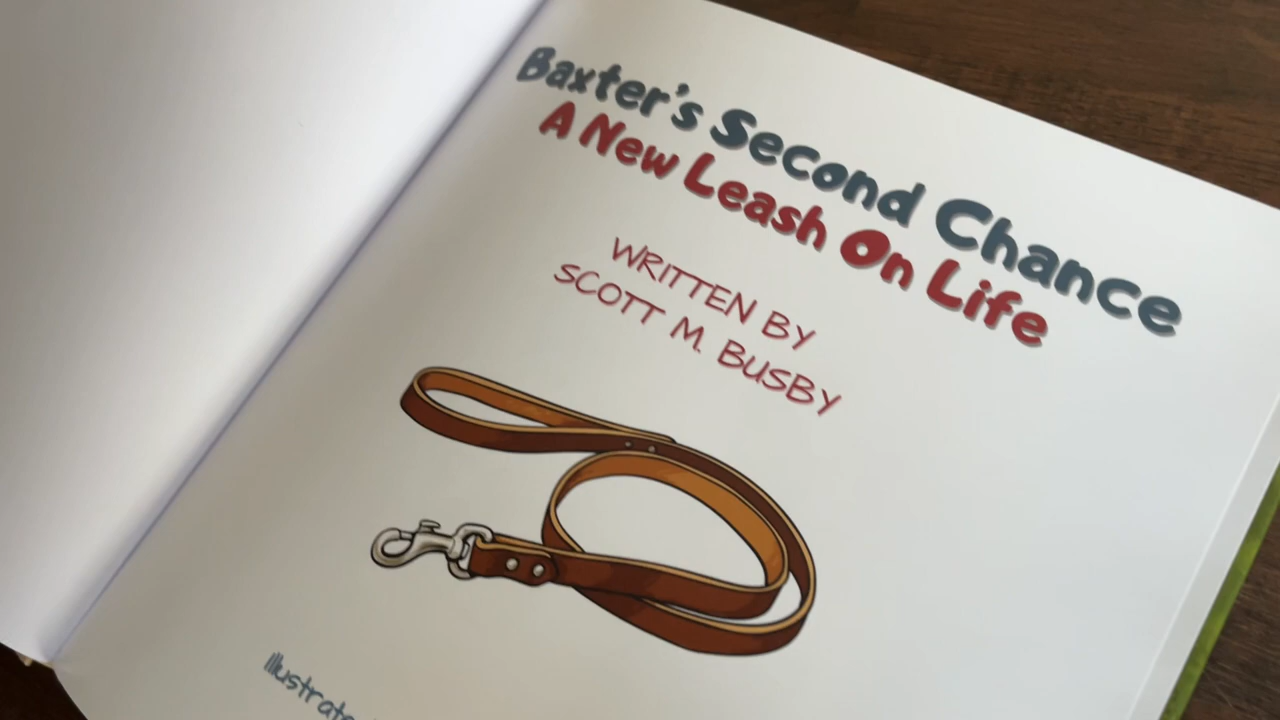 Baxter's Second Chance
A New Leash On Life
WRITTEN BY
SCOTT M. BUSBY